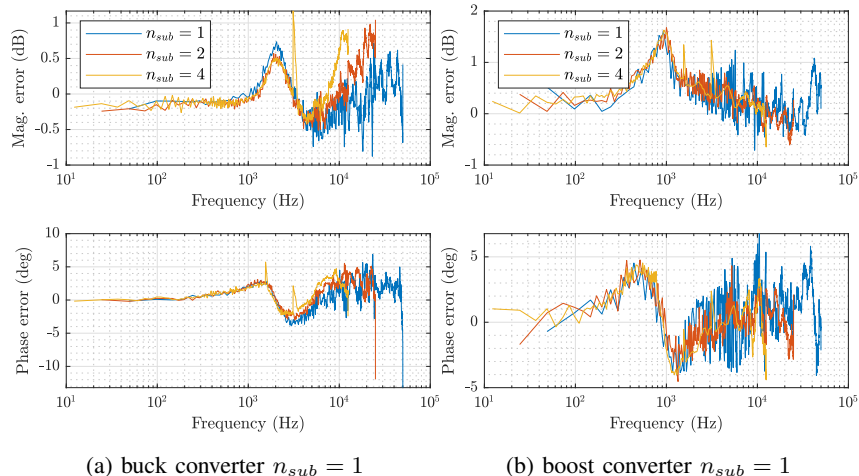 Mag. error (dB)
1
0.5
0
-0.5
-1
n_sub = 1
n_sub = 2
n_sub = 4
10^1 10^2 10^3 10^4 10^5
Frequency (Hz)
Mag. error (dB)
2
1
0
-1
n_sub = 1
n_sub = 2
n_sub = 4
10^1 10^2 10^3 10^4 10^5
Frequency (Hz)
Phase error (deg)
10
5
0
-5
-10
10^1 10^2 10^3 10^4 10^5
Frequency (Hz)
Phase error (deg)
5
0
-5
10^1 10^2 10^3 10^4 10^5
Frequency (Hz)
(a) buck converter n_sub = 1
(b) boost converter n_sub = 1